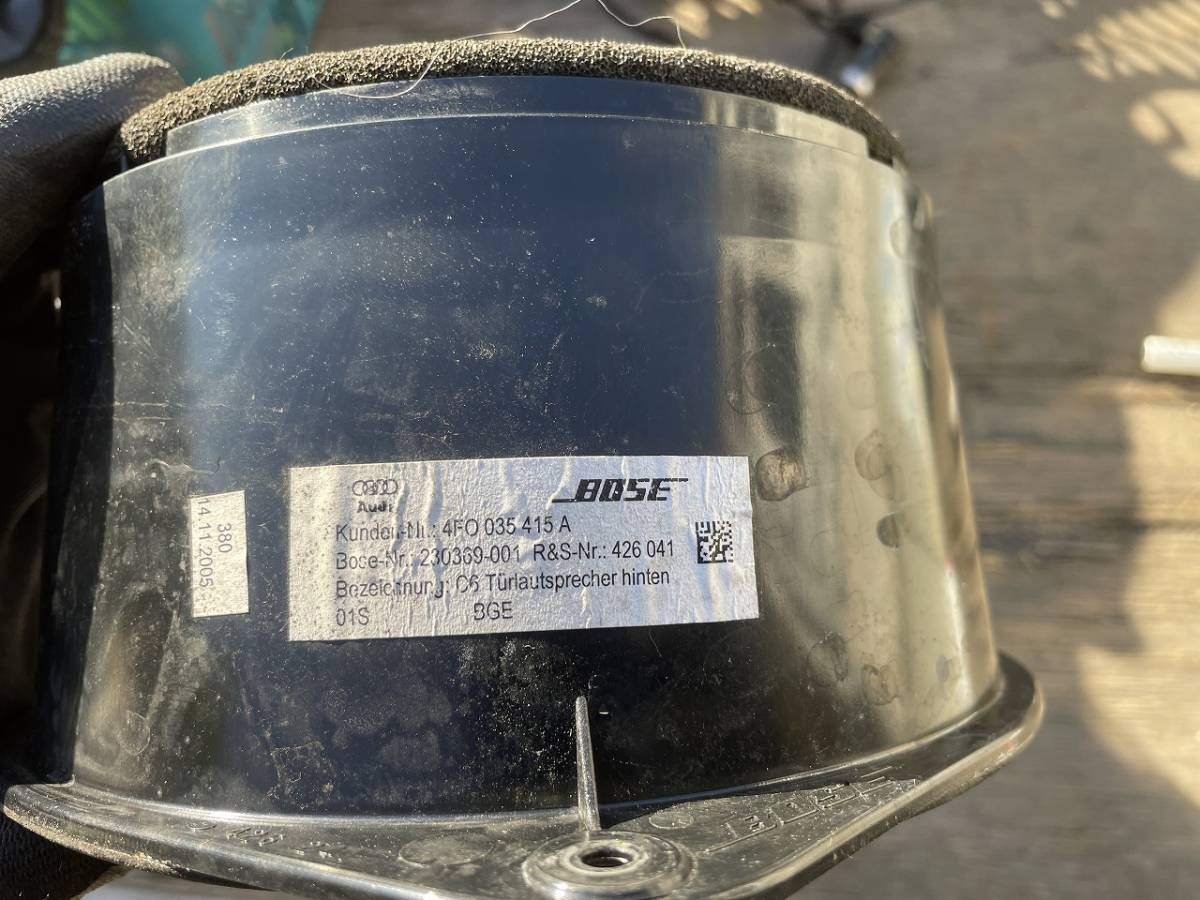 Audi
BOSE
Kunden-Nr.: 4FO 035 415 A
Bose-Nr.: 230369-001 R&S-Nr.: 426 041
Bezeichnung: C6 Türlautsprecher hinten
01S BGE
380
14.11.2005